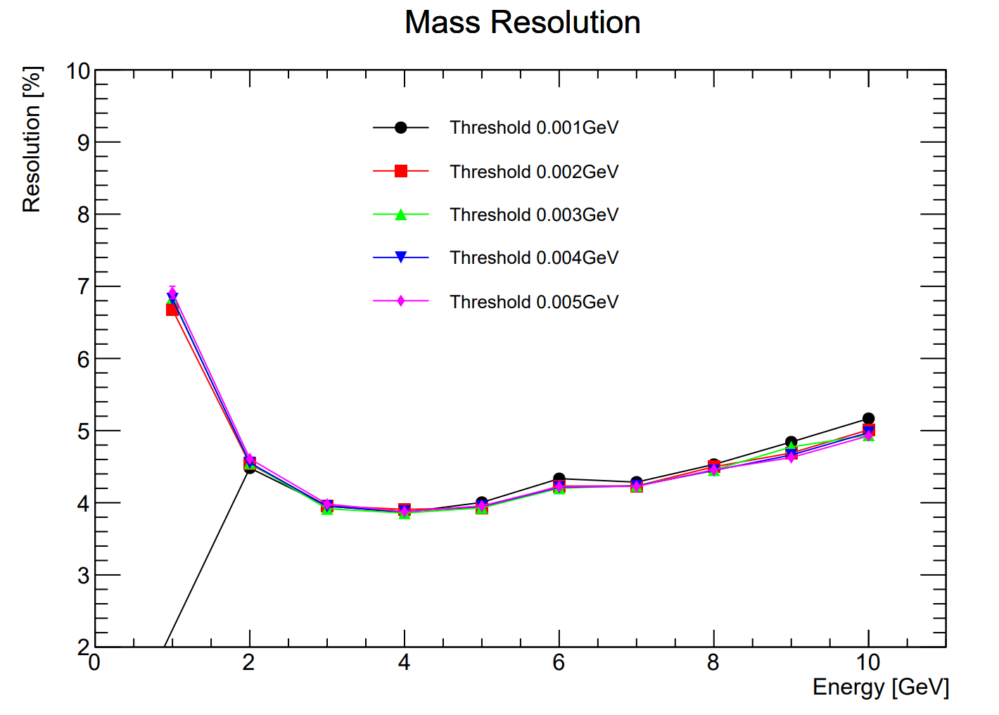 Mass Resolution
Resolution [%]
10
9
8
7
6
5
4
3
2
Threshold 0.001GeV
Threshold 0.002GeV
Threshold 0.003GeV
Threshold 0.004GeV
Threshold 0.005GeV
0 2 4 6 8 10
Energy [GeV]